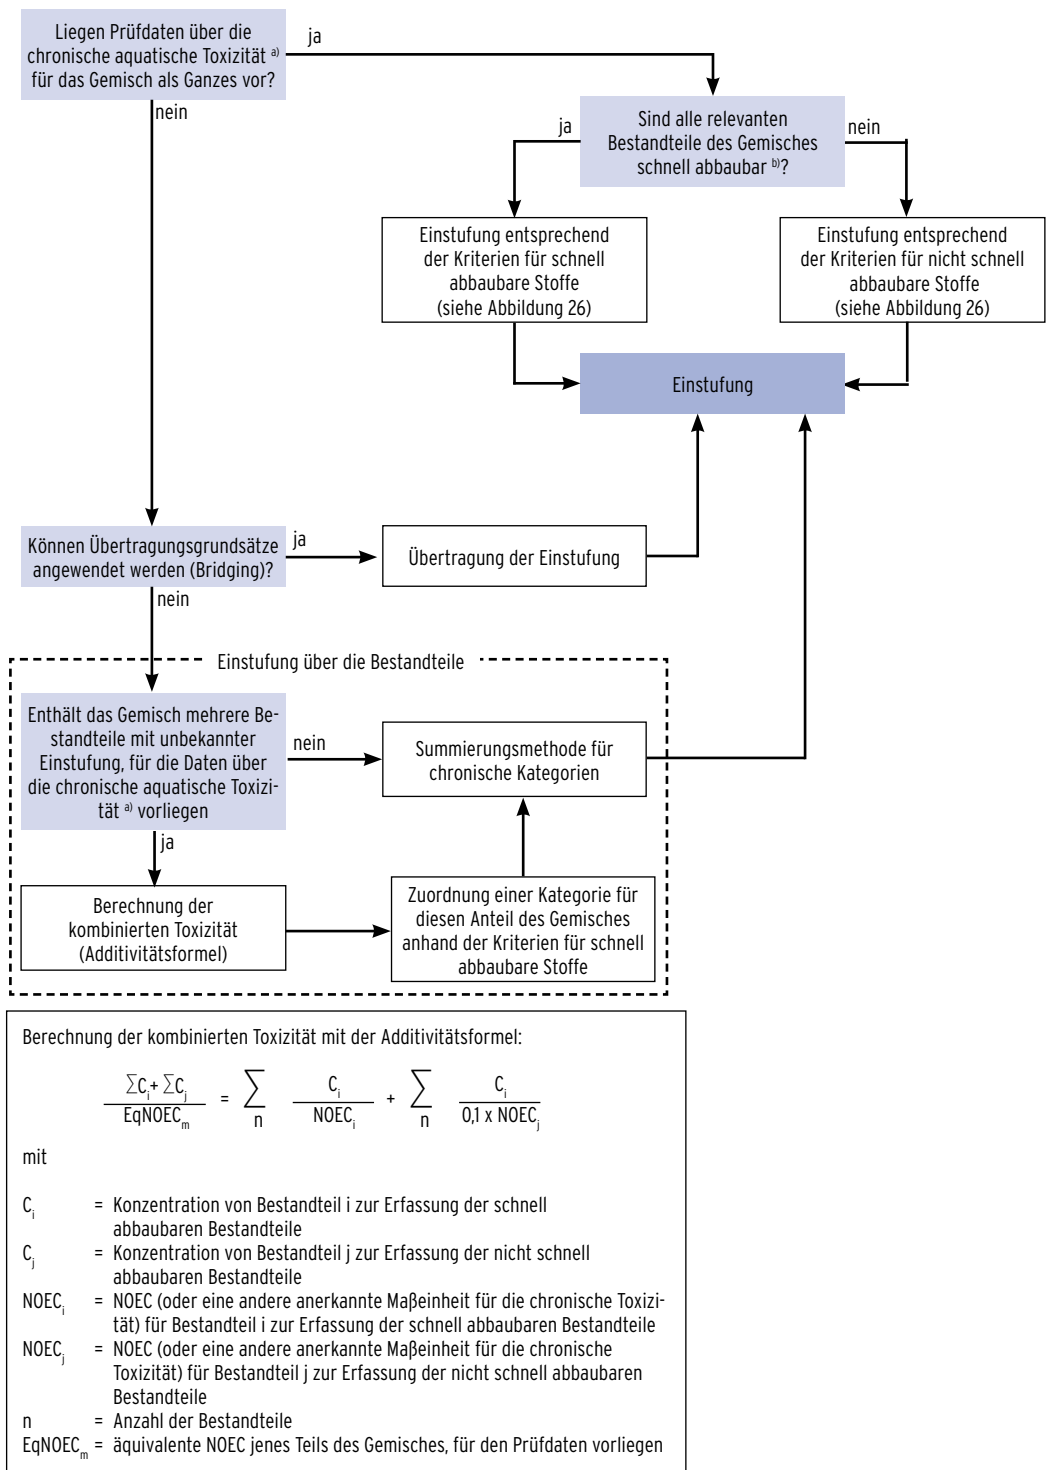 Liegen Prüfdaten über die
chronische aquatische Toxizität a)
für das Gemisch als Ganzes vor?
ja
nein
Sind alle relevanten
Bestandteile des Gemisches
schnell abbaubar b)?
ja
nein
Einstufung entsprechend
der Kriterien für schnell
abbaubare Stoffe
(siehe Abbildung 26)
Einstufung entsprechend
der Kriterien für nicht schnell
abbaubare Stoffe
(siehe Abbildung 26)
Einstufung
Können Übertragungsgrundsätze
angewendet werden (Bridging)?
ja
nein
Übertragung der Einstufung
Einstufung über die Bestandteile
Enthält das Gemisch mehrere Be-
standteile mit unbekannter
Einstufung, für die Daten über
die chronische aquatische Toxizi-
tät a) vorliegen
nein
ja
Summierungsmethode für
chronische Kategorien
Berechnung der
kombinierten Toxizität
(Additivitätsformel)
Zuordnung einer Kategorie für
diesen Anteil des Gemisches
anhand der Kriterien für schnell
abbaubare Stoffe
Berechnung der kombinierten Toxizität mit der Additivitätsformel:
∑Ci+ ∑Cj
EqNOECm
= ∑ n
Ci
NOECi
+ ∑ n
Ci
0,1 x NOECj
mit
Ci = Konzentration von Bestandteil i zur Erfassung der schnell
abbaubaren Bestandteile
Cj = Konzentration von Bestandteil j zur Erfassung der nicht schnell
abbaubaren Bestandteile
NOECi = NOEC (oder eine andere anerkannte Maßeinheit für die chronische Toxizi-
tät) für Bestandteil i zur Erfassung der schnell abbaubaren Bestandteile
NOECj = NOEC (oder eine andere anerkannte Maßeinheit für die chronische
Toxizität) für Bestandteil j zur Erfassung der nicht schnell abbaubaren
Bestandteile
n = Anzahl der Bestandteile
EqNOECm = äquivalente NOEC jenes Teils des Gemisches, für den Prüfdaten vorliegen